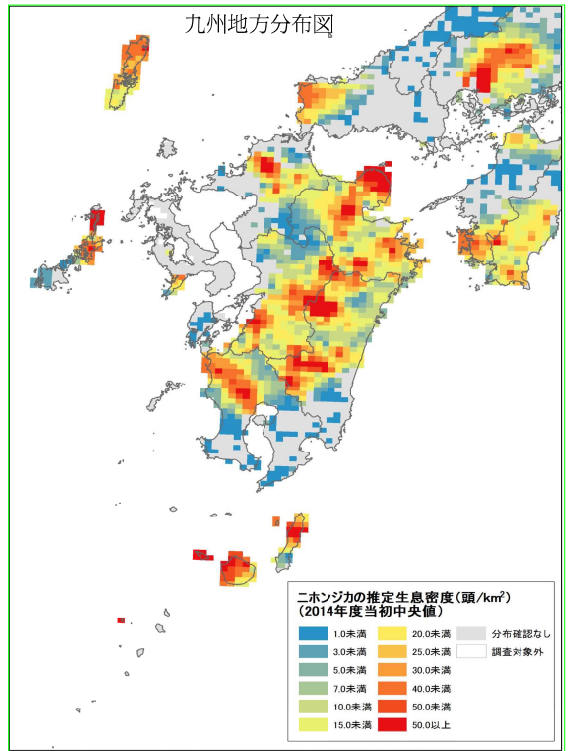 九州地方分布図
ニホンジカの推定生息密度(頭/km²)
(2014年度当初中央値)
1.0未満
3.0未満
5.0未満
7.0未満
10.0未満
15.0未満
20.0未満
25.0未満
30.0未満
40.0未満
50.0未満
50.0以上
分布確認なし
調査対象外